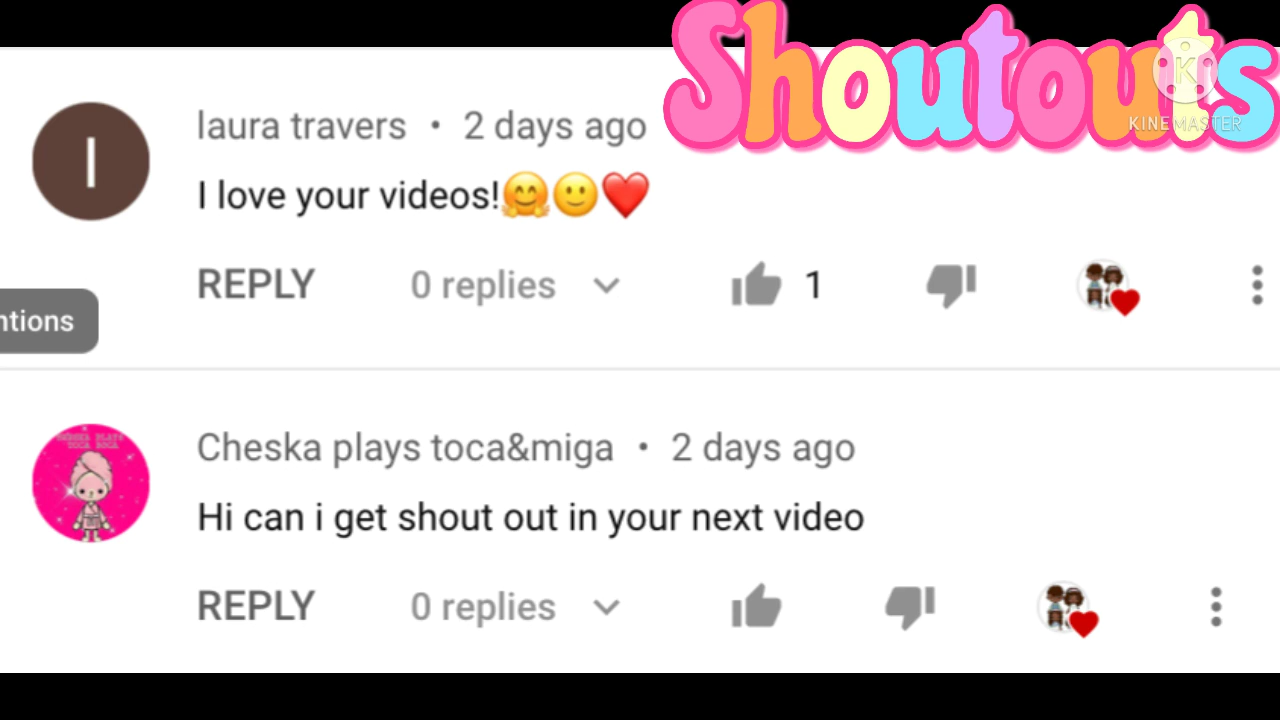 Shoutouts
KINEMASTER
laura travers • 2 days ago
I love your videos!🤗🙂❤️
REPLY 0 replies 1
ntions
Cheska plays toca&miga • 2 days ago
Hi can i get shout out in your next video
REPLY 0 replies